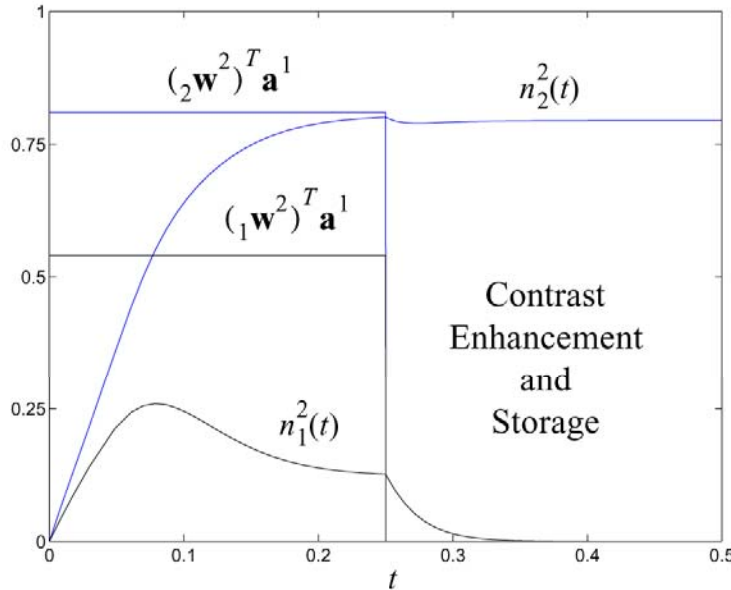 1
(₂w²)ᵀa¹
n₂²(t)
0.75
(₁w²)ᵀa¹
0.5
Contrast
Enhancement
and
Storage
0.25
n₁²(t)
0
0 0.1 0.2 0.3 0.4 0.5
t